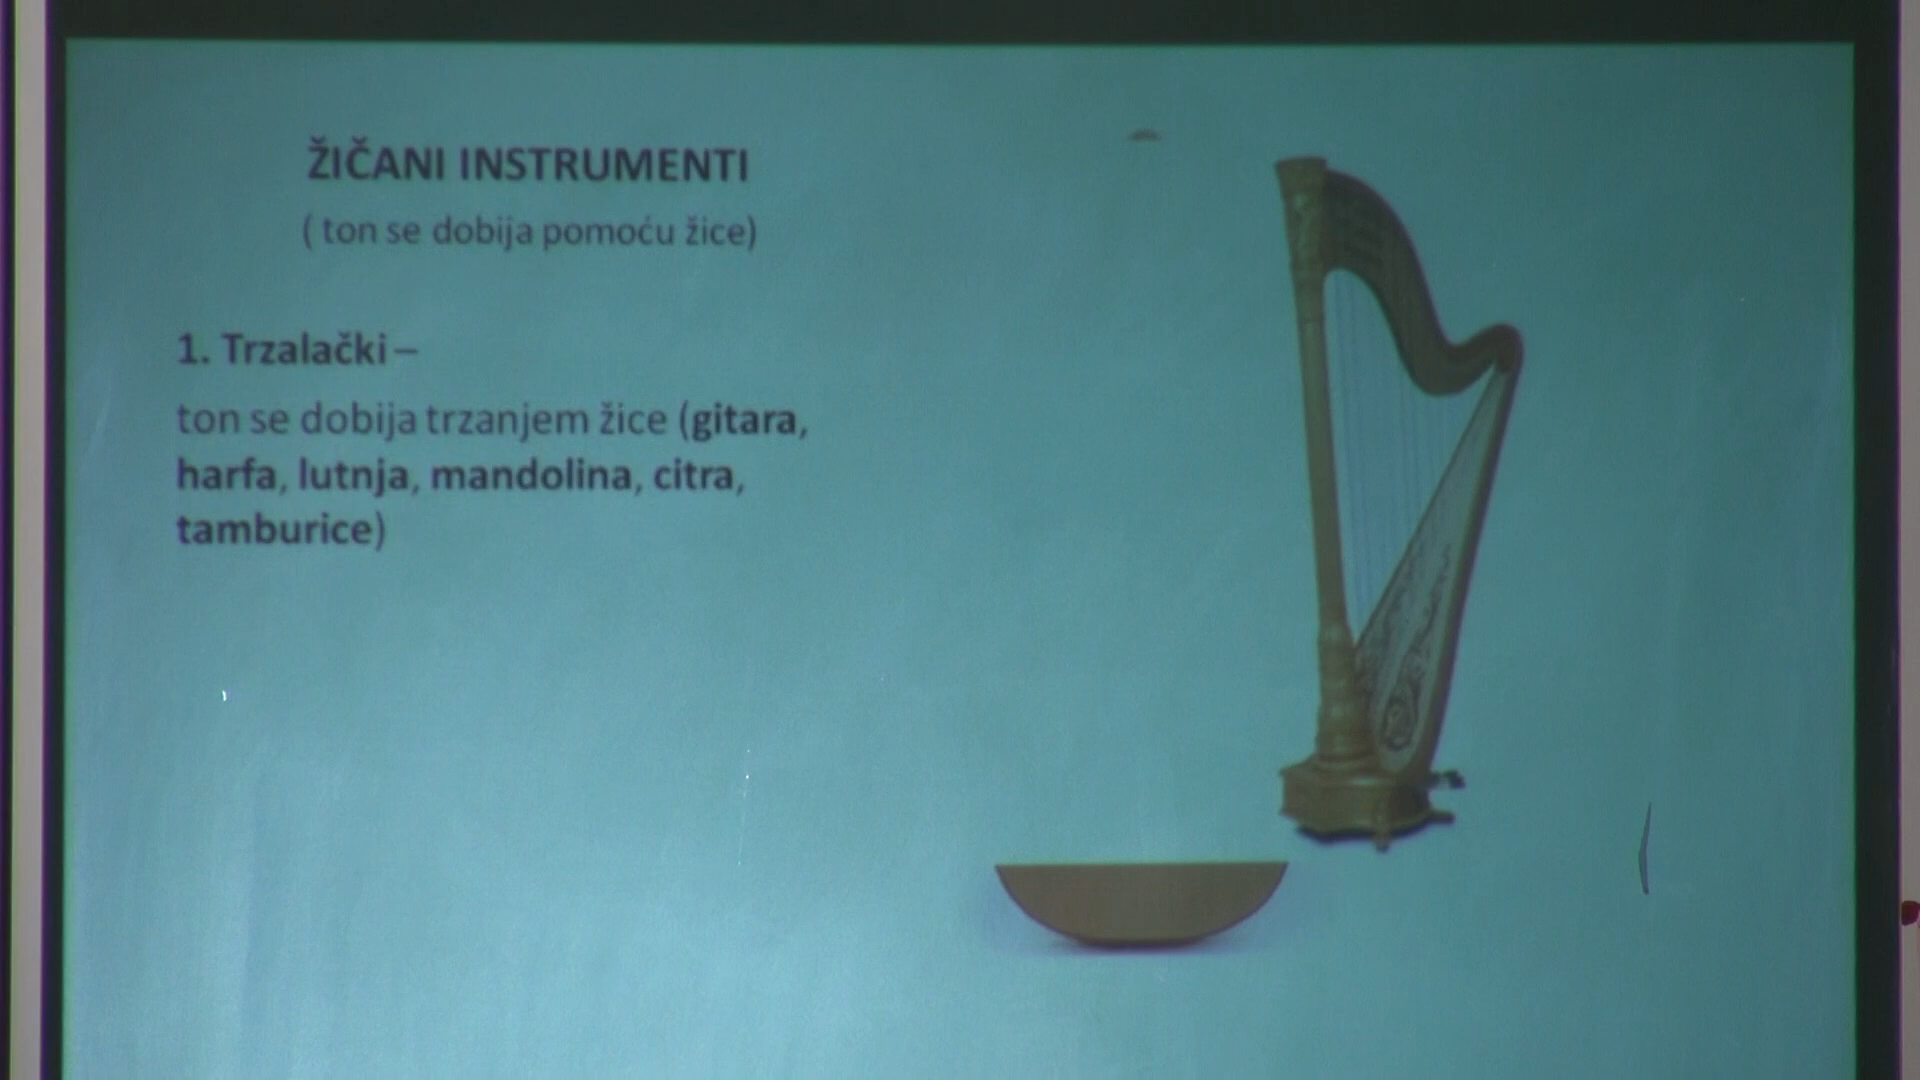 ŽIČANI INSTRUMENTI
( ton se dobija pomoću žice)
1. Trzalački –
ton se dobija trzanjem žice (gitara,
harfa, lutnja, mandolina, citra,
tamburice)